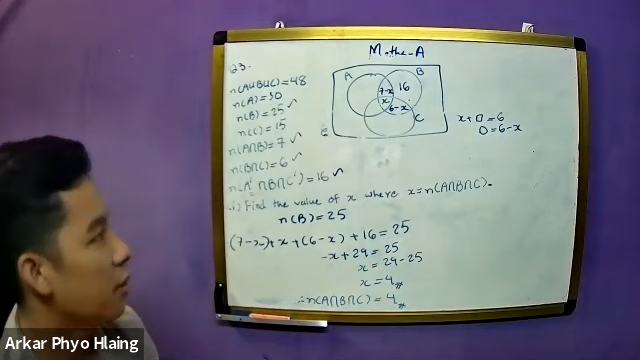 Maths-A
23.
n(A∪B∪C)=48
n(A)=30
n(B)=25 ✓
n(C)=15
n(A∩B)=7 ✓
n(B∩C)=6 ✓
n(A'∩B∩C')=16 ✓
A
B
7-x
16
x
6-x
C
x+□=6
□=6-x
i) Find the value of x where x=n(A∩B∩C).
n(B)=25
(7-x)+x+(6-x)+16=25
-x+29=25
x=29-25
x=4
∴n(A∩B∩C)=4
Arkar Phyo Hlaing